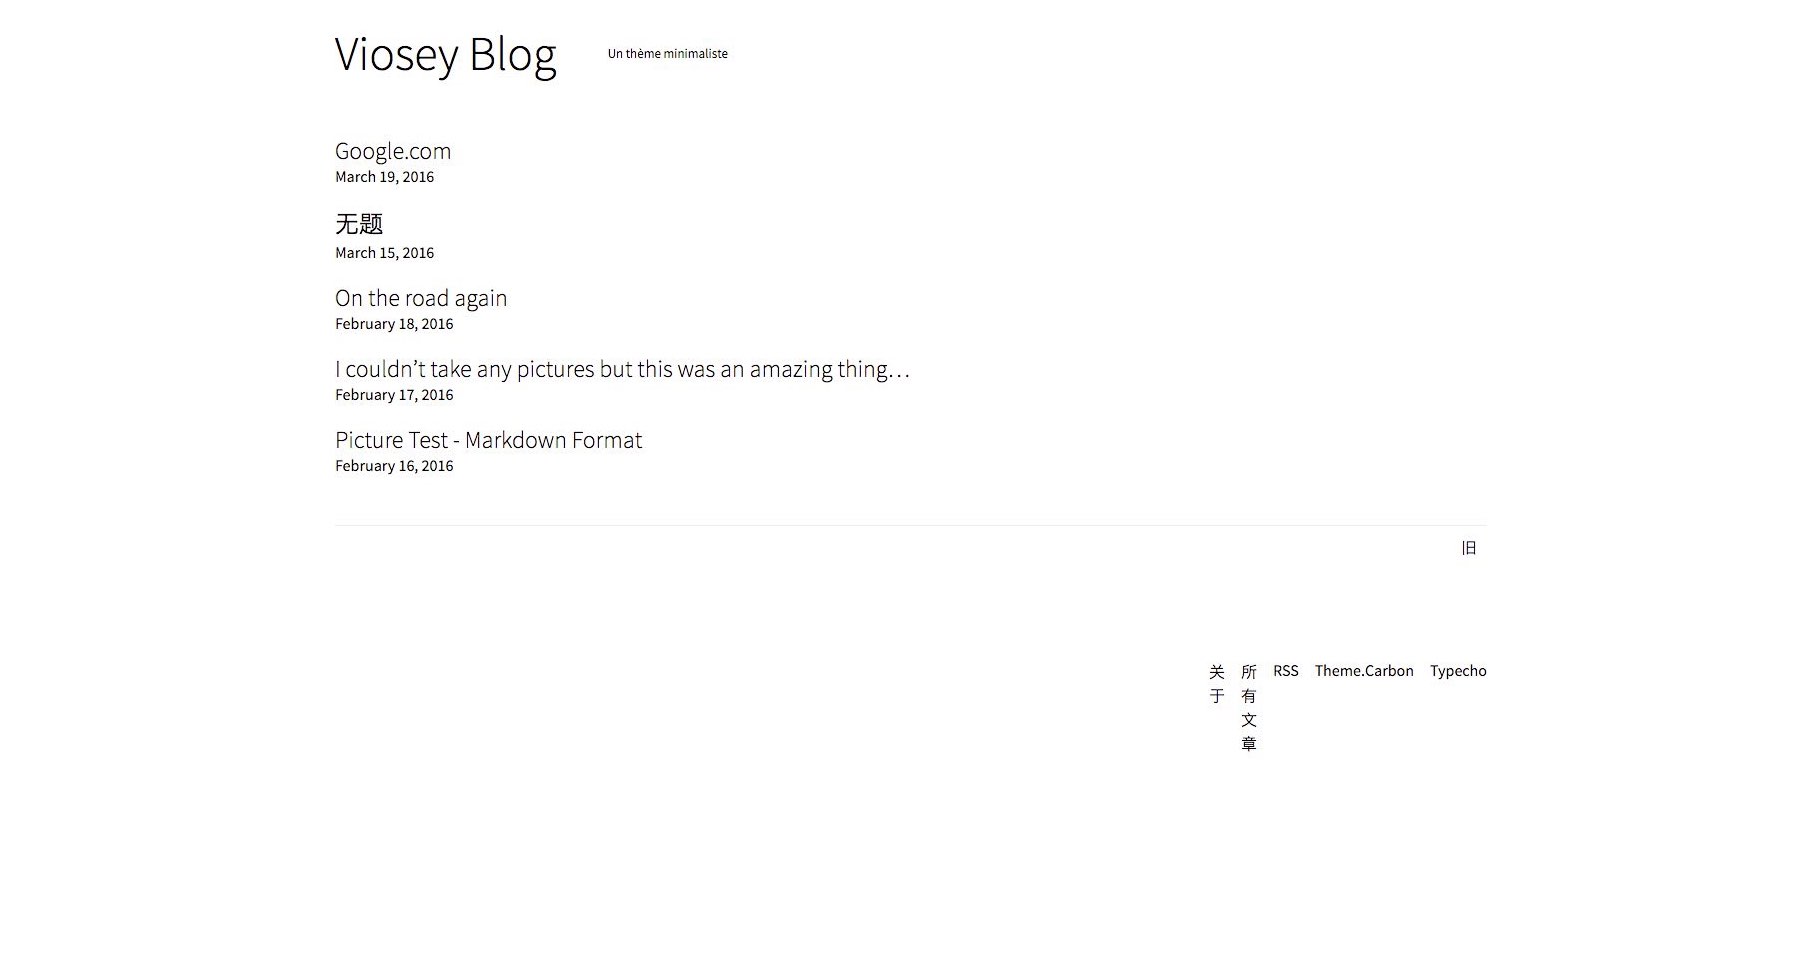 Viosey Blog
Un thème minimaliste
Google.com
March 19, 2016
无题
March 15, 2016
On the road again
February 18, 2016
I couldn’t take any pictures but this was an amazing thing…
February 17, 2016
Picture Test - Markdown Format
February 16, 2016
旧
关于
所有文章
RSS
Theme.Carbon
Typecho